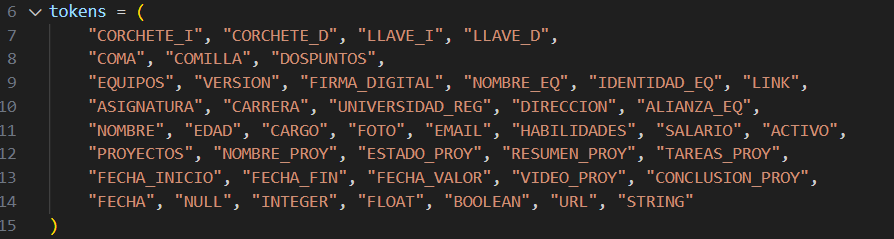 6 tokens = (
7 "CORCHETE_I", "CORCHETE_D", "LLAVE_I", "LLAVE_D",
8 "COMA", "COMILLA", "DOSPUNTOS",
9 "EQUIPOS", "VERSION", "FIRMA_DIGITAL", "NOMBRE_EQ", "IDENTIDAD_EQ", "LINK",
10 "ASIGNATURA", "CARRERA", "UNIVERSIDAD_REG", "DIRECCION", "ALIANZA_EQ",
11 "NOMBRE", "EDAD", "CARGO", "FOTO", "EMAIL", "HABILIDADES", "SALARIO", "ACTIVO",
12 "PROYECTOS", "NOMBRE_PROY", "ESTADO_PROY", "RESUMEN_PROY", "TAREAS_PROY",
13 "FECHA_INICIO", "FECHA_FIN", "FECHA_VALOR", "VIDEO_PROY", "CONCLUSION_PROY",
14 "FECHA", "NULL", "INTEGER", "FLOAT", "BOOLEAN", "URL", "STRING"
15 )